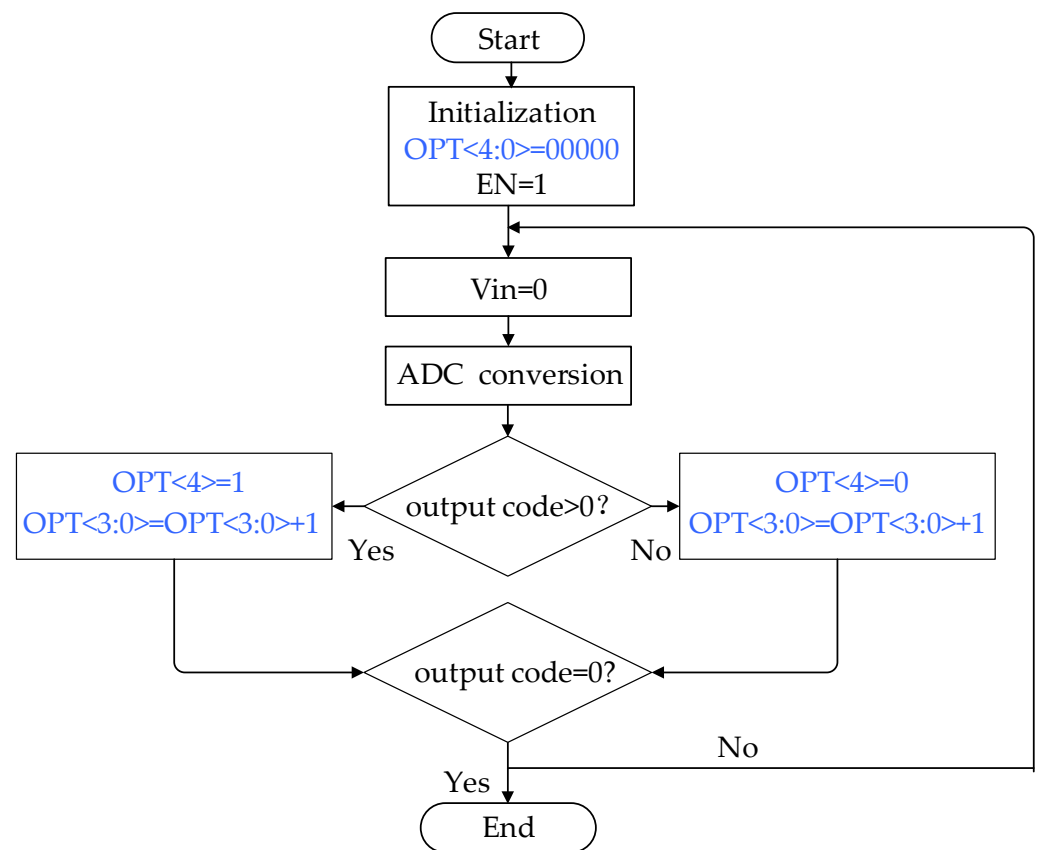 Start
Initialization
OPT<4:0>=00000
EN=1
Vin=0
ADC conversion
OPT<4>=1
OPT<3:0>=OPT<3:0>+1
output code>0?
OPT<4>=0
OPT<3:0>=OPT<3:0>+1
Yes
No
output code=0?
No
Yes
End